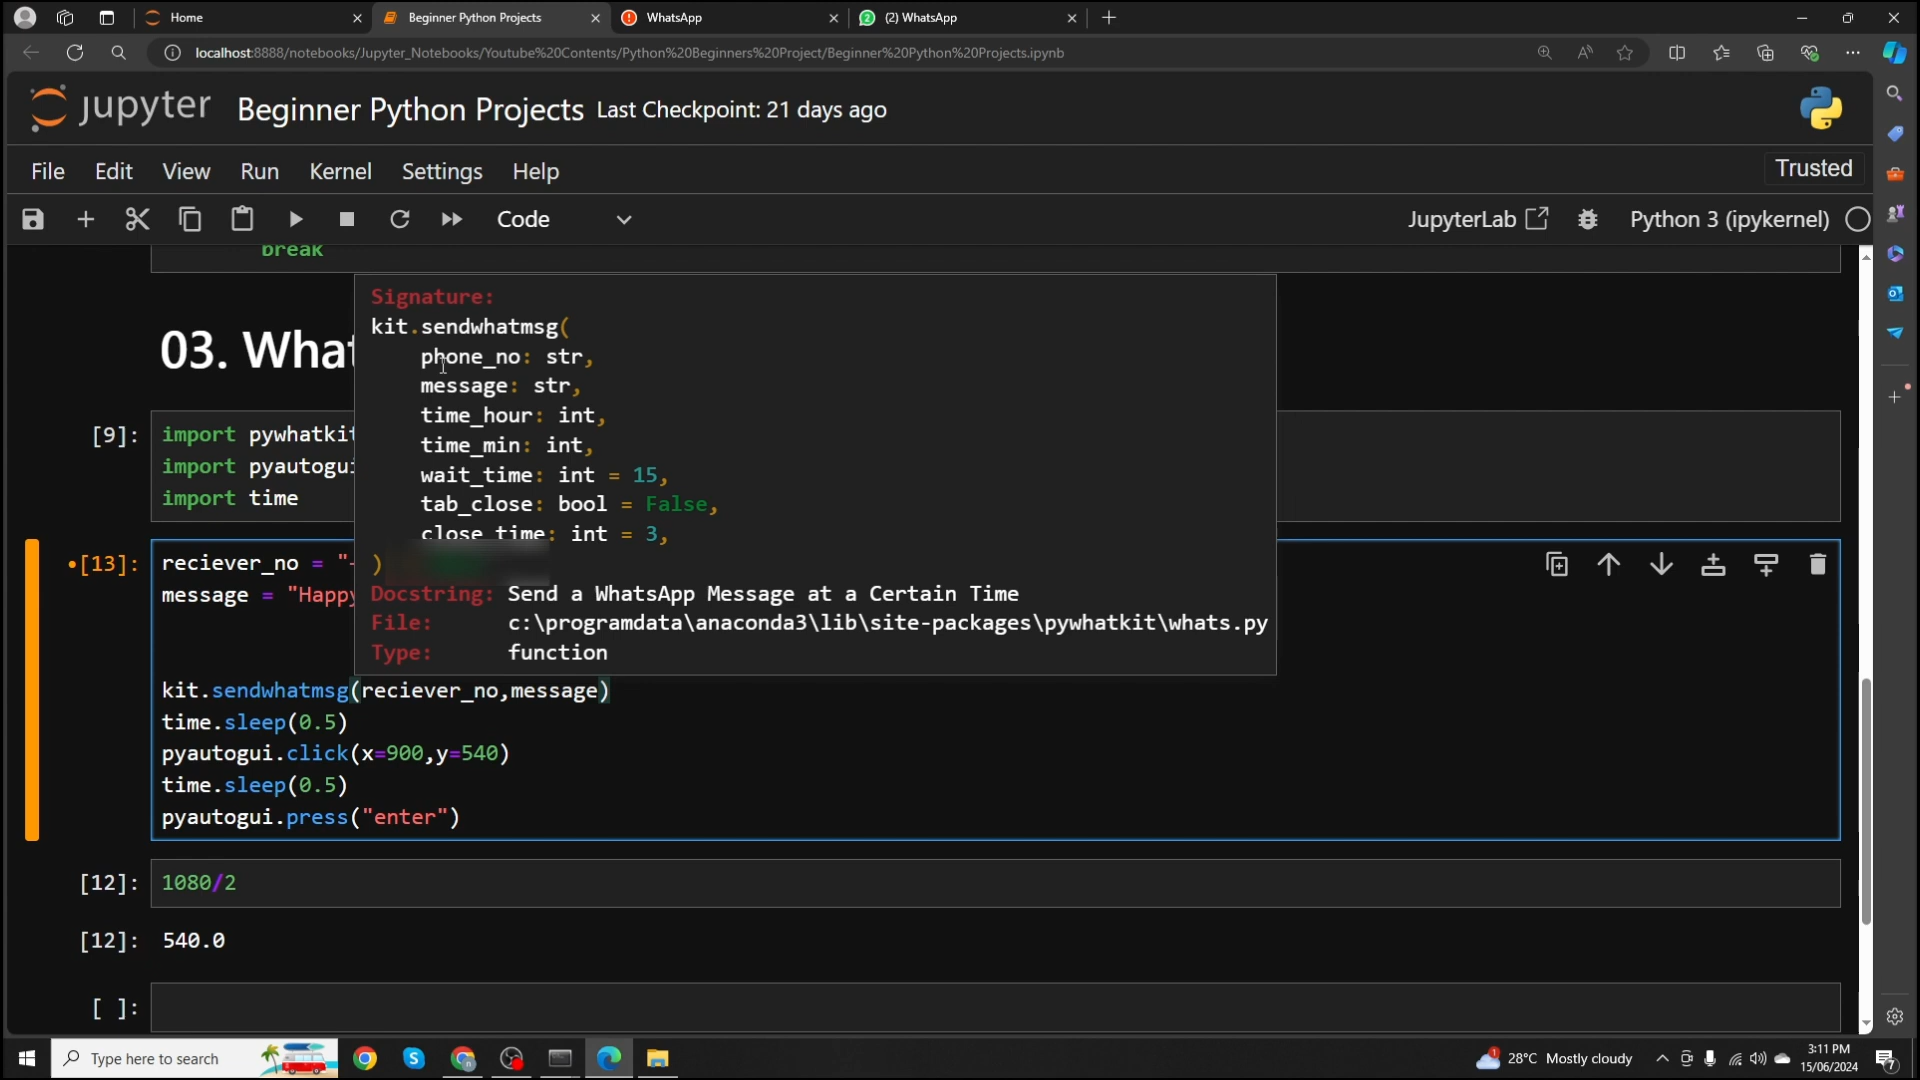 Home
Beginner Python Projects
WhatsApp
(2) WhatsApp
localhost:8888/notebooks/Jupyter_Notebooks/Youtube%20Contents/Python%20Beginners%20Project/Beginner%20Python%20Projects.ipynb
jupyter Beginner Python Projects Last Checkpoint: 21 days ago
File Edit View Run Kernel Settings Help Trusted
Code JupyterLab Python 3 (ipykernel)
break
Signature:
kit.sendwhatmsg(
03. What
phone_no: str,
message: str,
time_hour: int,
[9]: import pywhatkit
time_min: int,
import pyautogui
wait_time: int = 15,
import time
tab_close: bool = False,
close_time: int = 3,
[13]: reciever_no = "-
)
message = "Happy
Docstring: Send a WhatsApp Message at a Certain Time
File: c:\programdata\anaconda3\lib\site-packages\pywhatkit\whats.py
Type: function
kit.sendwhatmsg(reciever_no,message)
time.sleep(0.5)
pyautogui.click(x=900,y=540)
time.sleep(0.5)
pyautogui.press("enter")
[12]: 1080/2
[12]: 540.0
[ ]:
Type here to search
1
28°C Mostly cloudy
3:11 PM
15/06/2024
7